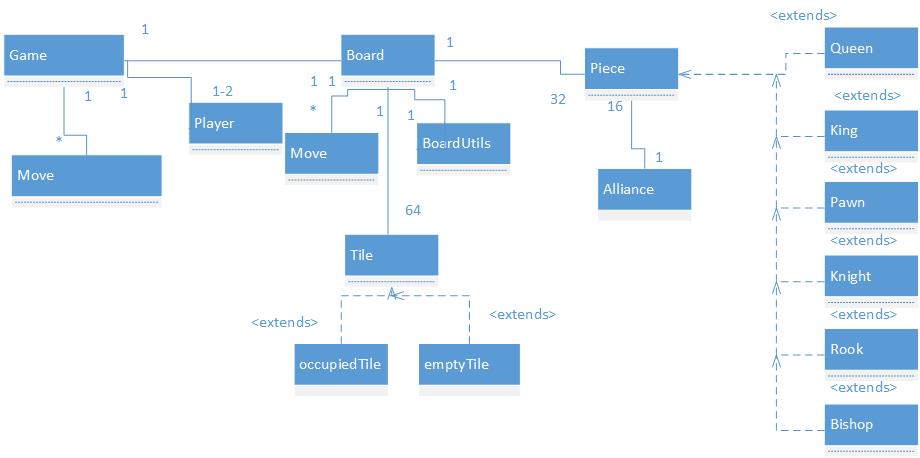 <extends>
1
Game
Board
1
Queen
Piece
1
1
1-2
1
1
1
32
<extends>
*
1
1
16
Player
King
*
Move
BoardUtils
1
<extends>
Move
Alliance
Pawn
64
<extends>
Tile
Knight
<extends>
<extends>
<extends>
Rook
occupiedTile
emptyTile
<extends>
Bishop